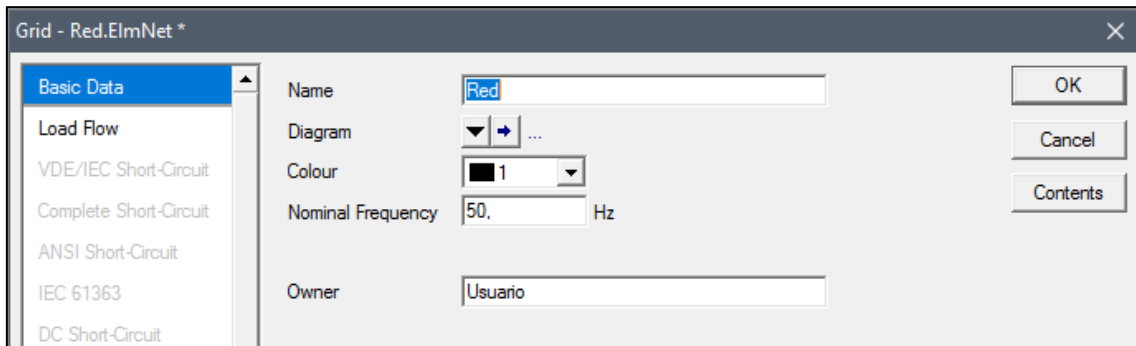 Grid - Red.ElmNet *
Basic Data
Load Flow
VDE/IEC Short-Circuit
Complete Short-Circuit
ANSI Short-Circuit
IEC 61363
DC Short-Circuit
Name Red
Diagram ...
Colour 1
Nominal Frequency 50, Hz
Owner Usuario
OK
Cancel
Contents